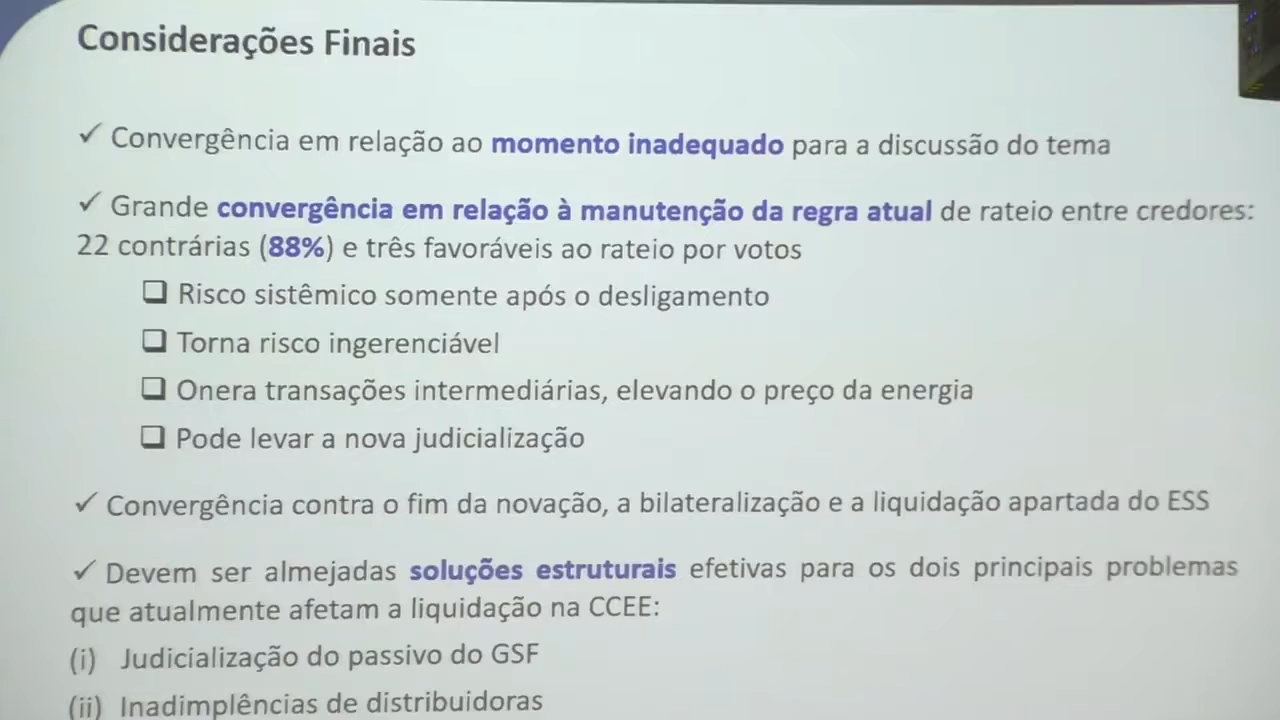 Considerações Finais
✓ Convergência em relação ao momento inadequado para a discussão do tema
✓ Grande convergência em relação à manutenção da regra atual de rateio entre credores:
22 contrárias (88%) e três favoráveis ao rateio por votos
❑ Risco sistêmico somente após o desligamento
❑ Torna risco ingerenciável
❑ Onera transações intermediárias, elevando o preço da energia
❑ Pode levar a nova judicialização
✓ Convergência contra o fim da novação, a bilateralização e a liquidação apartada do ESS
✓ Devem ser almejadas soluções estruturais efetivas para os dois principais problemas
que atualmente afetam a liquidação na CCEE:
(i) Judicialização do passivo do GSF
(ii) Inadimplências de distribuidoras